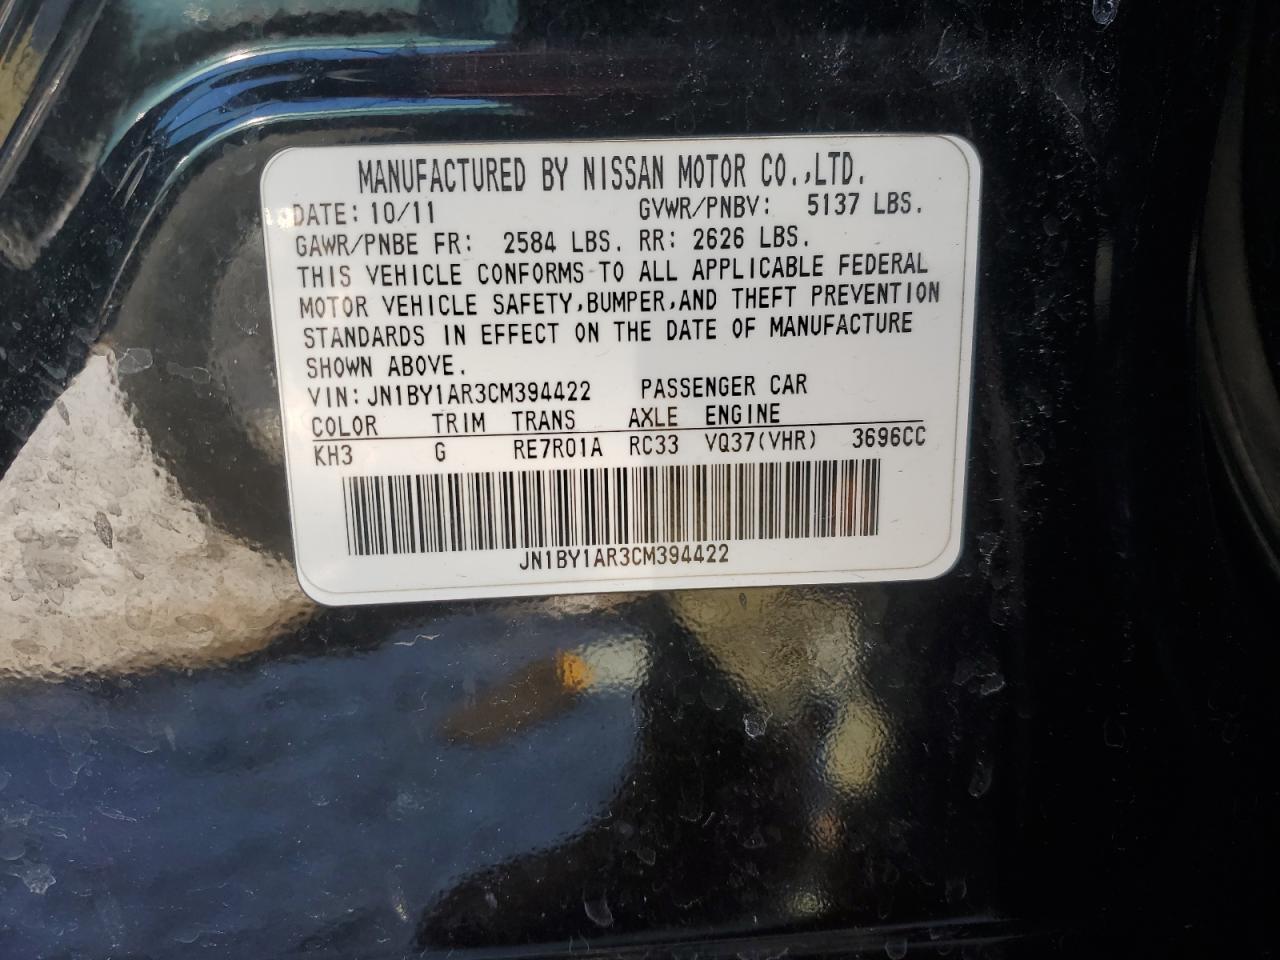 MANUFACTURED BY NISSAN MOTOR CO.,LTD.
DATE: 10/11 GVWR/PNBV: 5137 LBS.
GAWR/PNBE FR: 2584 LBS. RR: 2626 LBS.
THIS VEHICLE CONFORMS TO ALL APPLICABLE FEDERAL
MOTOR VEHICLE SAFETY,BUMPER,AND THEFT PREVENTION
STANDARDS IN EFFECT ON THE DATE OF MANUFACTURE
SHOWN ABOVE.
VIN: JN1BY1AR3CM394422 PASSENGER CAR
COLOR TRIM TRANS AXLE ENGINE
KH3 G RE7R01A RC33 VQ37(VHR) 3696CC
JN1BY1AR3CM394422